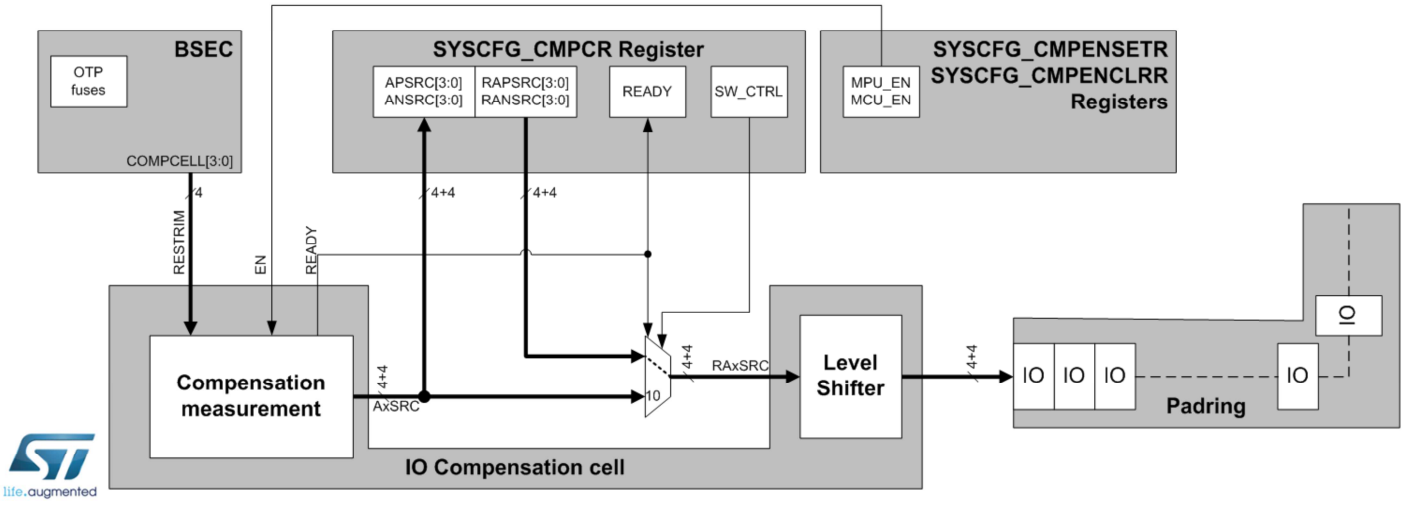 BSEC
OTP
fuses
COMPCELL[3:0]
SYSCFG_CMPCR Register
APSRC[3:0]
ANSRC[3:0]
RAPSRC[3:0]
RANSRC[3:0]
READY
SW_CTRL
SYSCFG_CMPENSETR
SYSCFG_CMPENCLRR
Registers
MPU_EN
MCU_EN
4
4+4
4+4
RESTRIM
EN
READY
Compensation
measurement
4+4
AxSRC
10
4+4
RAxSRC
Level
Shifter
4+4
IO
IO
IO
IO
IO
Padring
IO Compensation cell
ST
life.augmented